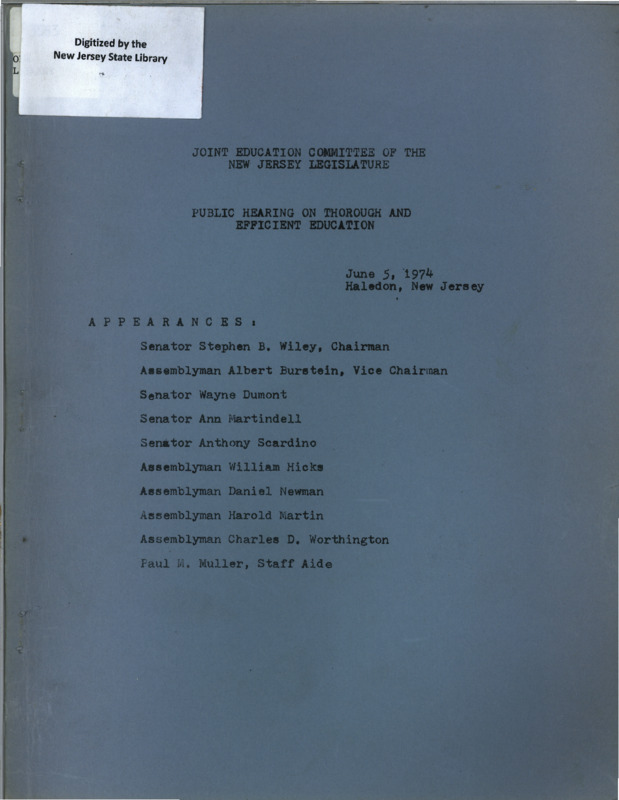 Digitized by the
New Jersey State Library
O
L
JOINT EDUCATION COMMITTEE OF THE
NEW JERSEY LEGISLATURE
PUBLIC HEARING ON THOROUGH AND
EFFICIENT EDUCATION
June 5, 1974
Haledon, New Jersey
A P P E A R A N C E S :
Senator Stephen B. Wiley, Chairman
Assemblyman Albert Burstein, Vice Chairman
Senator Wayne Dumont
Senator Ann Martindell
Senator Anthony Scardino
Assemblyman William Hicks
Assemblyman Daniel Newman
Assemblyman Harold Martin
Assemblyman Charles D. Worthington
Paul M. Muller, Staff Aide